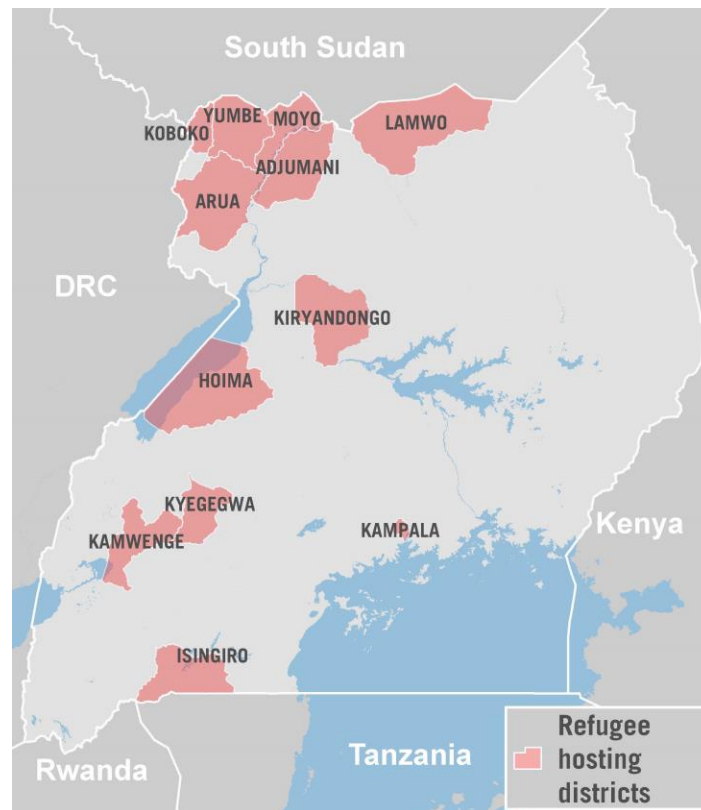 South Sudan
YUMBE
MOYO
LAMWO
KOBOKO
ADJUMANI
ARUA
DRC
KIRYANDONGO
HOIMA
KYEGEGWA
KAMWENGE
KAMPALA
Kenya
ISINGIRO
Rwanda
Tanzania
Refugee
hosting
districts